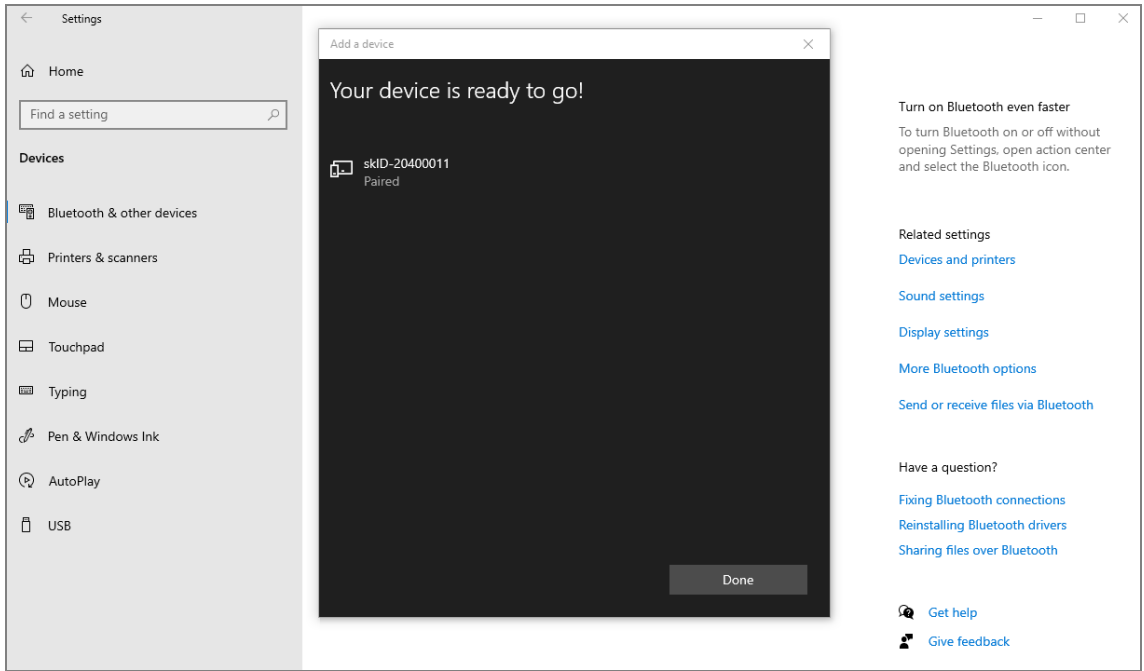 Settings
Home
Find a setting
Devices
Bluetooth & other devices
Printers & scanners
Mouse
Touchpad
Typing
Pen & Windows Ink
AutoPlay
USB
Add a device
Your device is ready to go!
skID-20400011
Paired
Done
Turn on Bluetooth even faster
To turn Bluetooth on or off without
opening Settings, open action center
and select the Bluetooth icon.
Related settings
Devices and printers
Sound settings
Display settings
More Bluetooth options
Send or receive files via Bluetooth
Have a question?
Fixing Bluetooth connections
Reinstalling Bluetooth drivers
Sharing files over Bluetooth
Get help
Give feedback